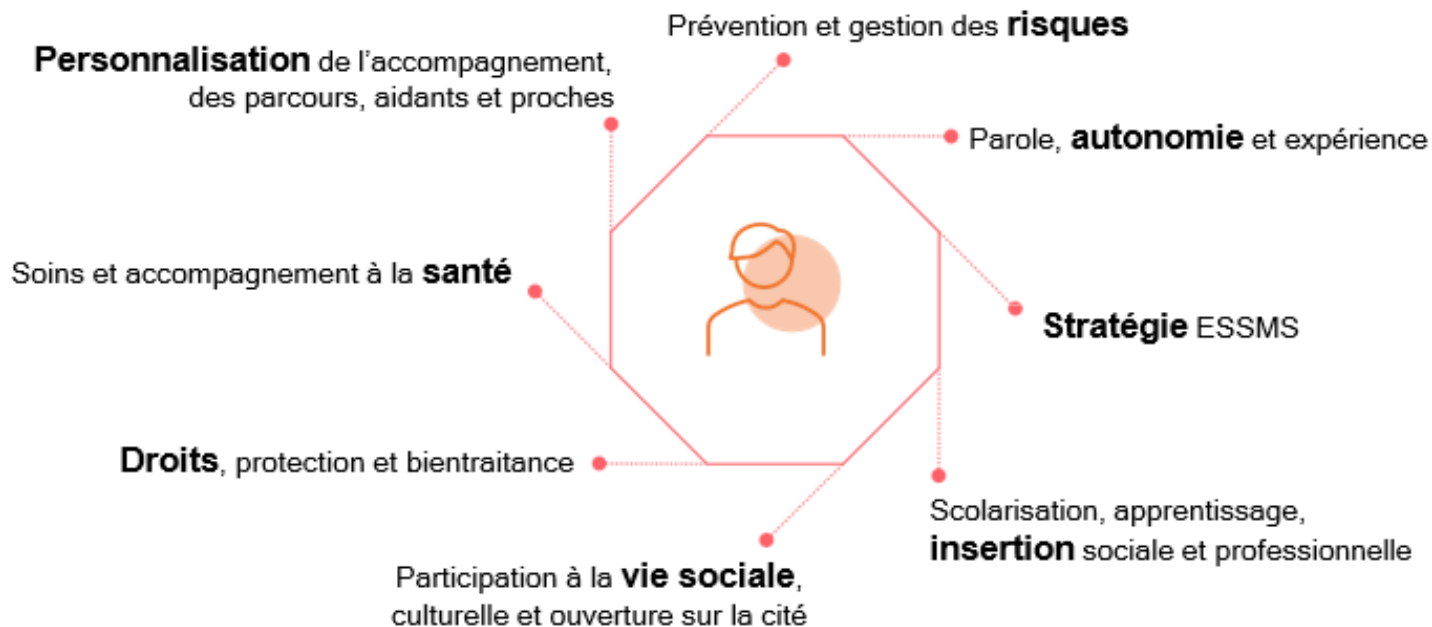 Prévention et gestion des risques
Personnalisation de l'accompagnement,
des parcours, aidants et proches
Parole, autonomie et expérience
Soins et accompagnement à la santé
Stratégie ESSMS
Droits, protection et bientraitance
Scolarisation, apprentissage,
insertion sociale et professionnelle
Participation à la vie sociale,
culturelle et ouverture sur la cité